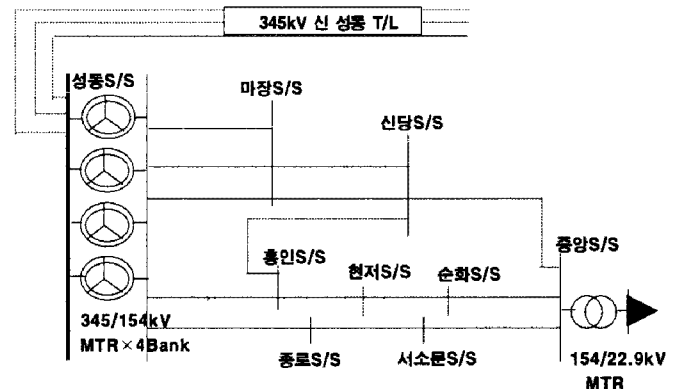 345kV 신 성동 T/L
성동S/S
마장S/S
신당S/S
흥인S/S
현저S/S
순화S/S
중앙S/S
345/154kV
MTR×4Bank
종로S/S
서소문S/S
154/22.9kV
MTR